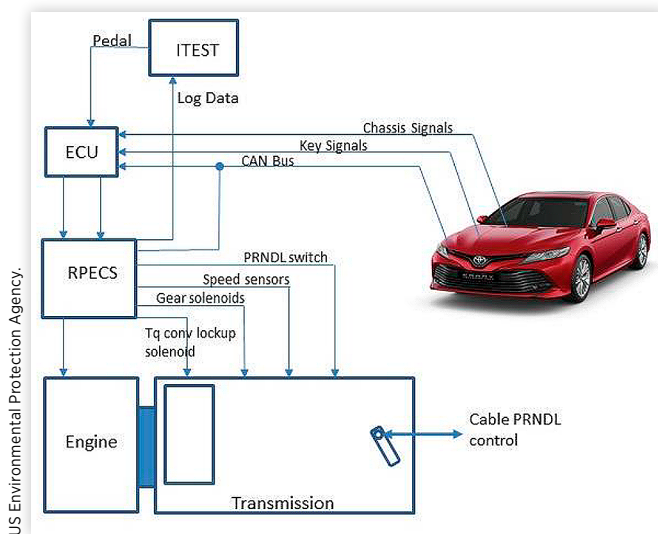 Pedal
ITEST
Log Data
Chassis Signals
ECU
Key Signals
CAN Bus
RPECS
PRNDL switch
Speed sensors
Gear solenoids
Tq conv lockup
solenoid
Engine
Cable PRNDL
control
Transmission
US Environmental Protection Agency.